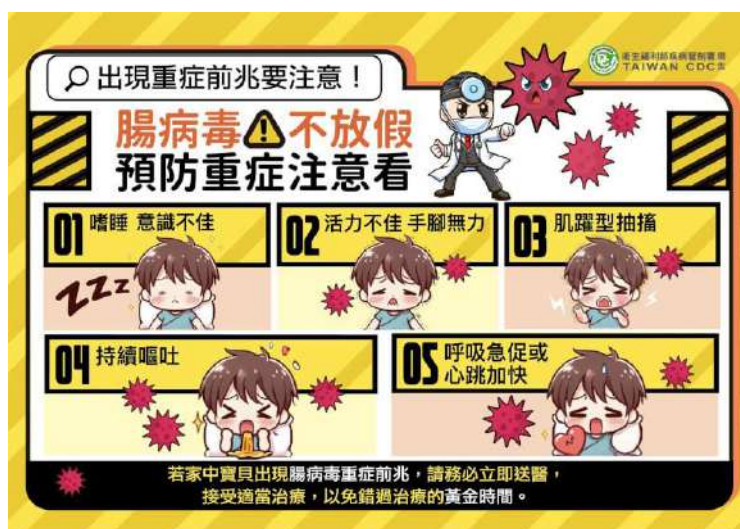 出現重症前兆要注意！
衛生福利部疾病管制署
TAIWAN CDC
腸病毒 不放假
預防重症注意看
01 嗜睡 意識不佳
ZZZ
02 活力不佳 手腳無力
03 肌躍型抽搐
04 持續嘔吐
05 呼吸急促或
心跳加快
若家中寶貝出現腸病毒重症前兆，請務必立即送醫，
接受適當治療，以免錯過治療的黃金時間。